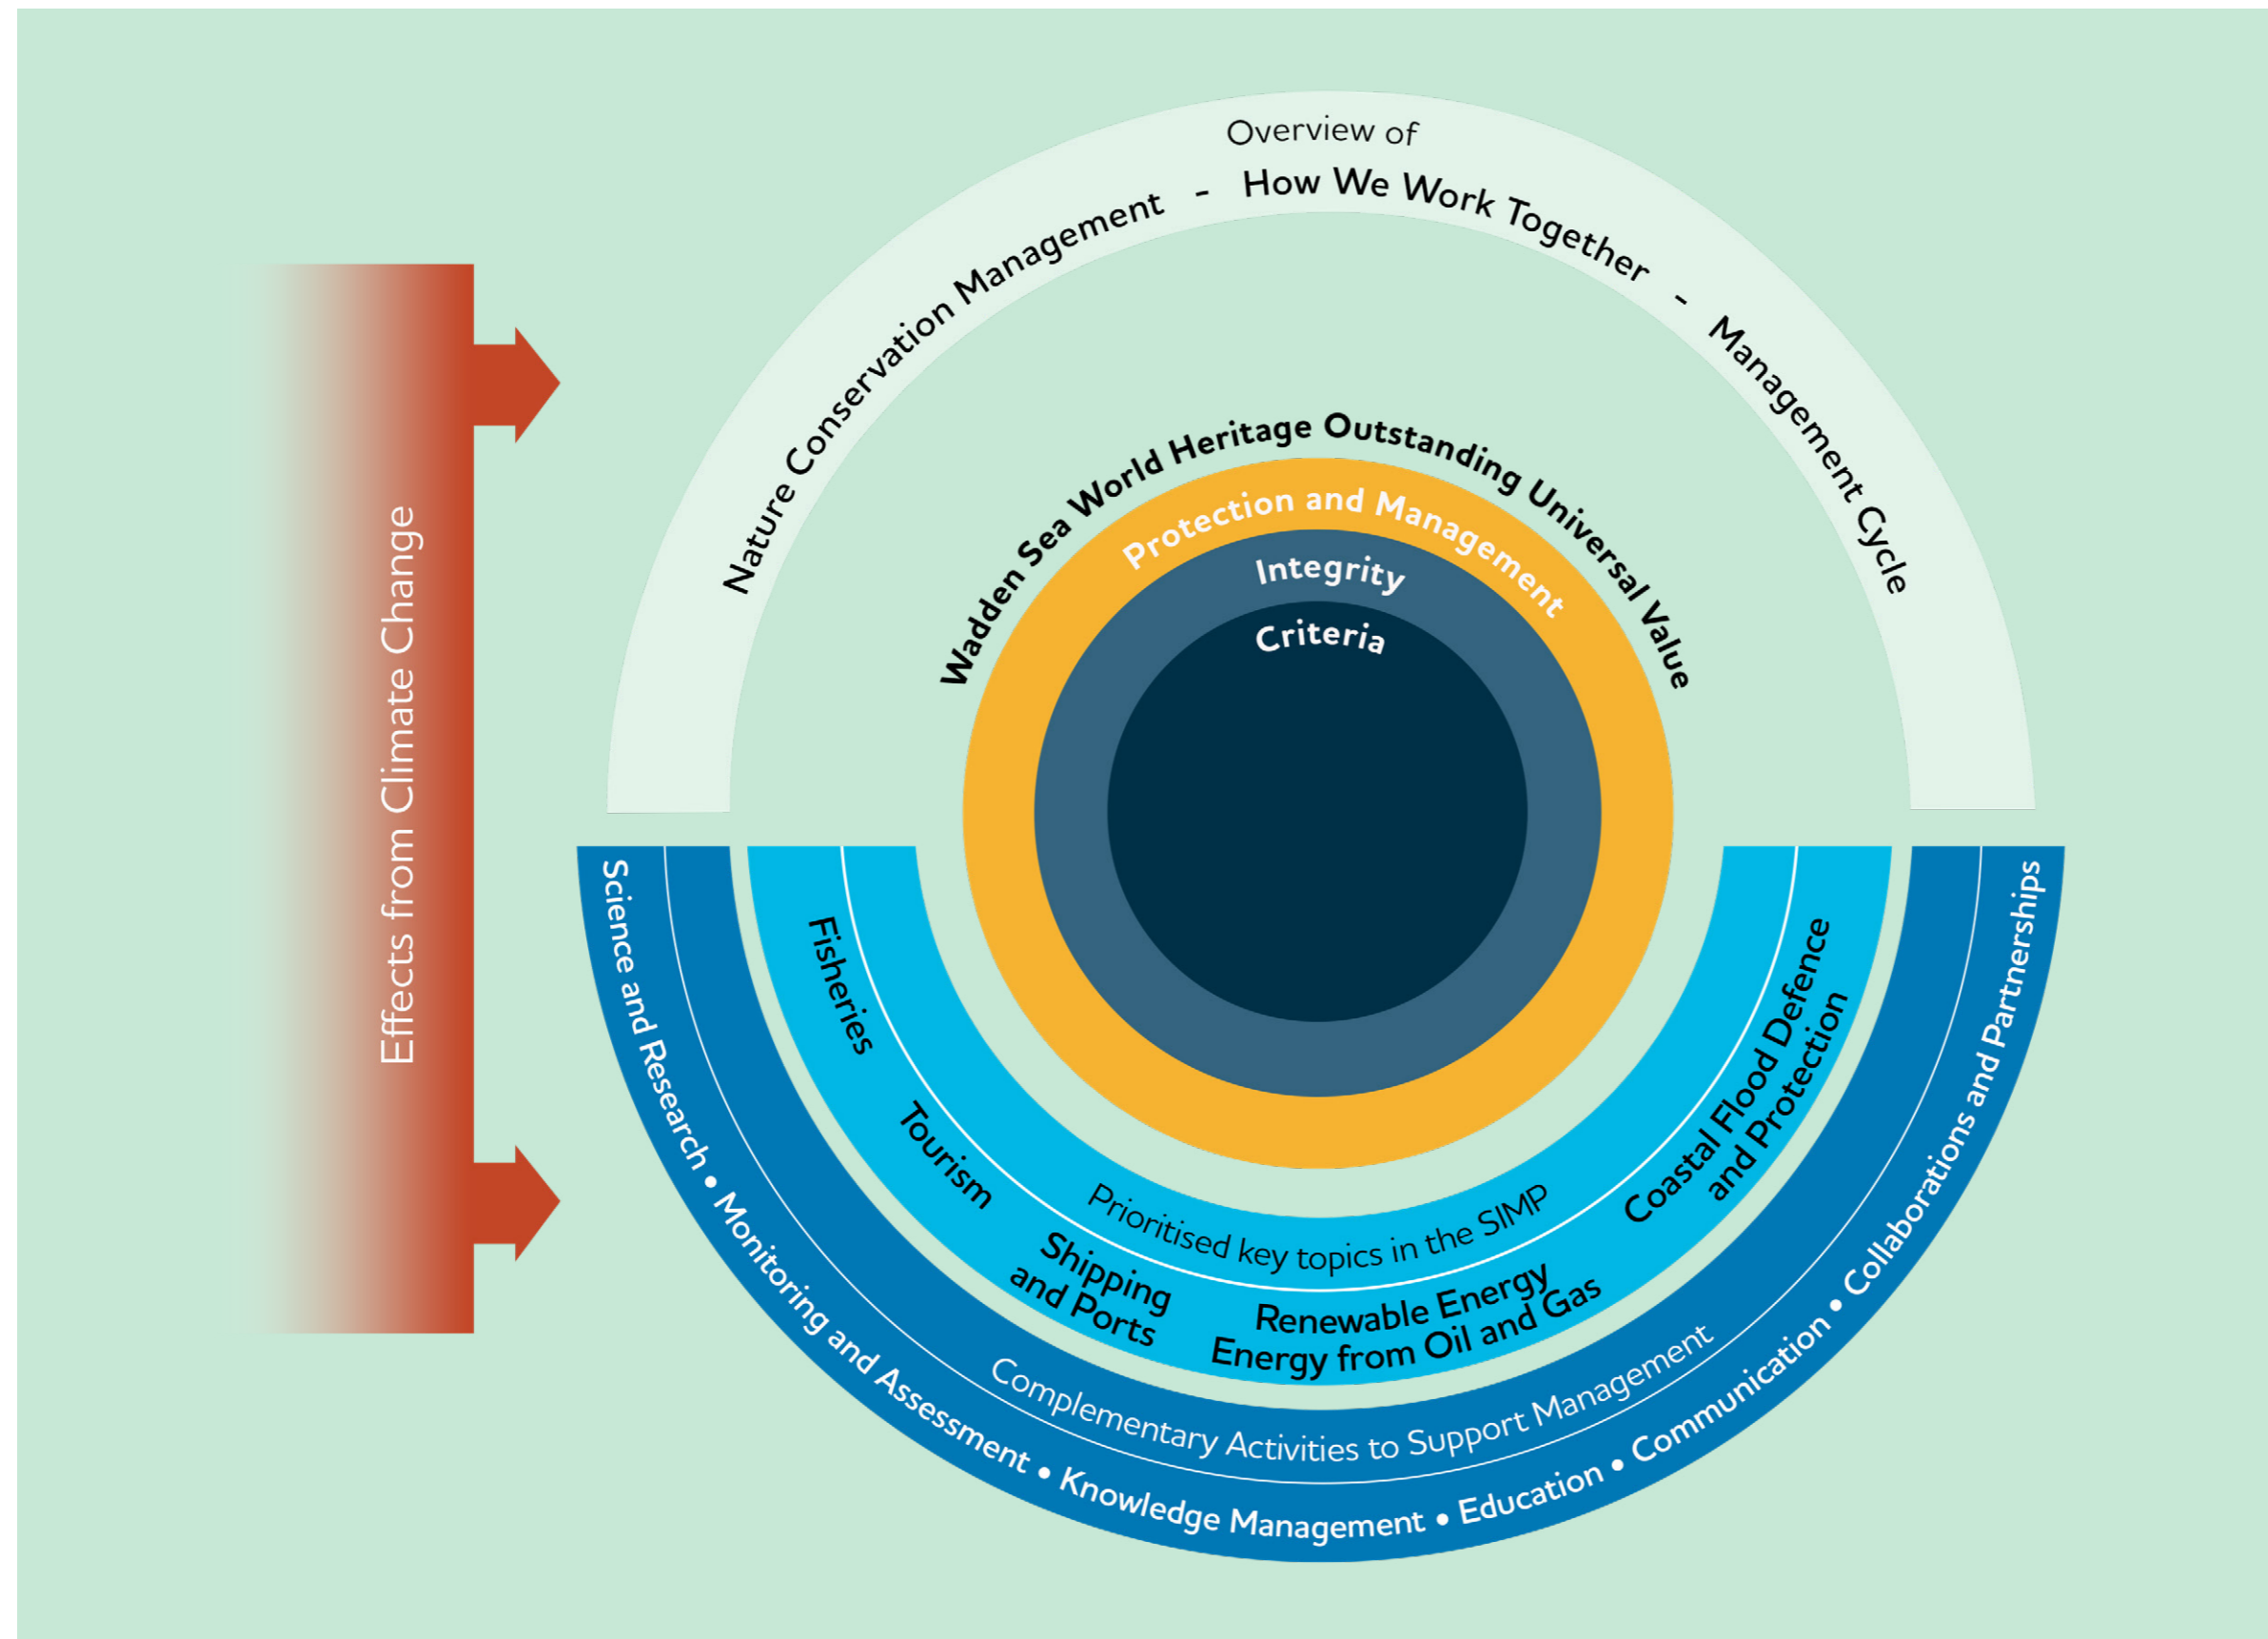 Overview of
Nature Conservation Management - How We Work Together - Management Cycle
Effects from Climate Change
Wadden Sea World Heritage Outstanding Universal Value
Protection and Management
Integrity
Criteria
Prioritised key topics in the SIMP
Fisheries
Tourism
Shipping
and Ports
Renewable Energy
Energy from Oil and Gas
Coastal Flood Defence
and Protection
Complementary Activities to Support Management
Science and Research • Monitoring and Assessment • Knowledge Management • Education • Communication • Collaborations and Partnerships